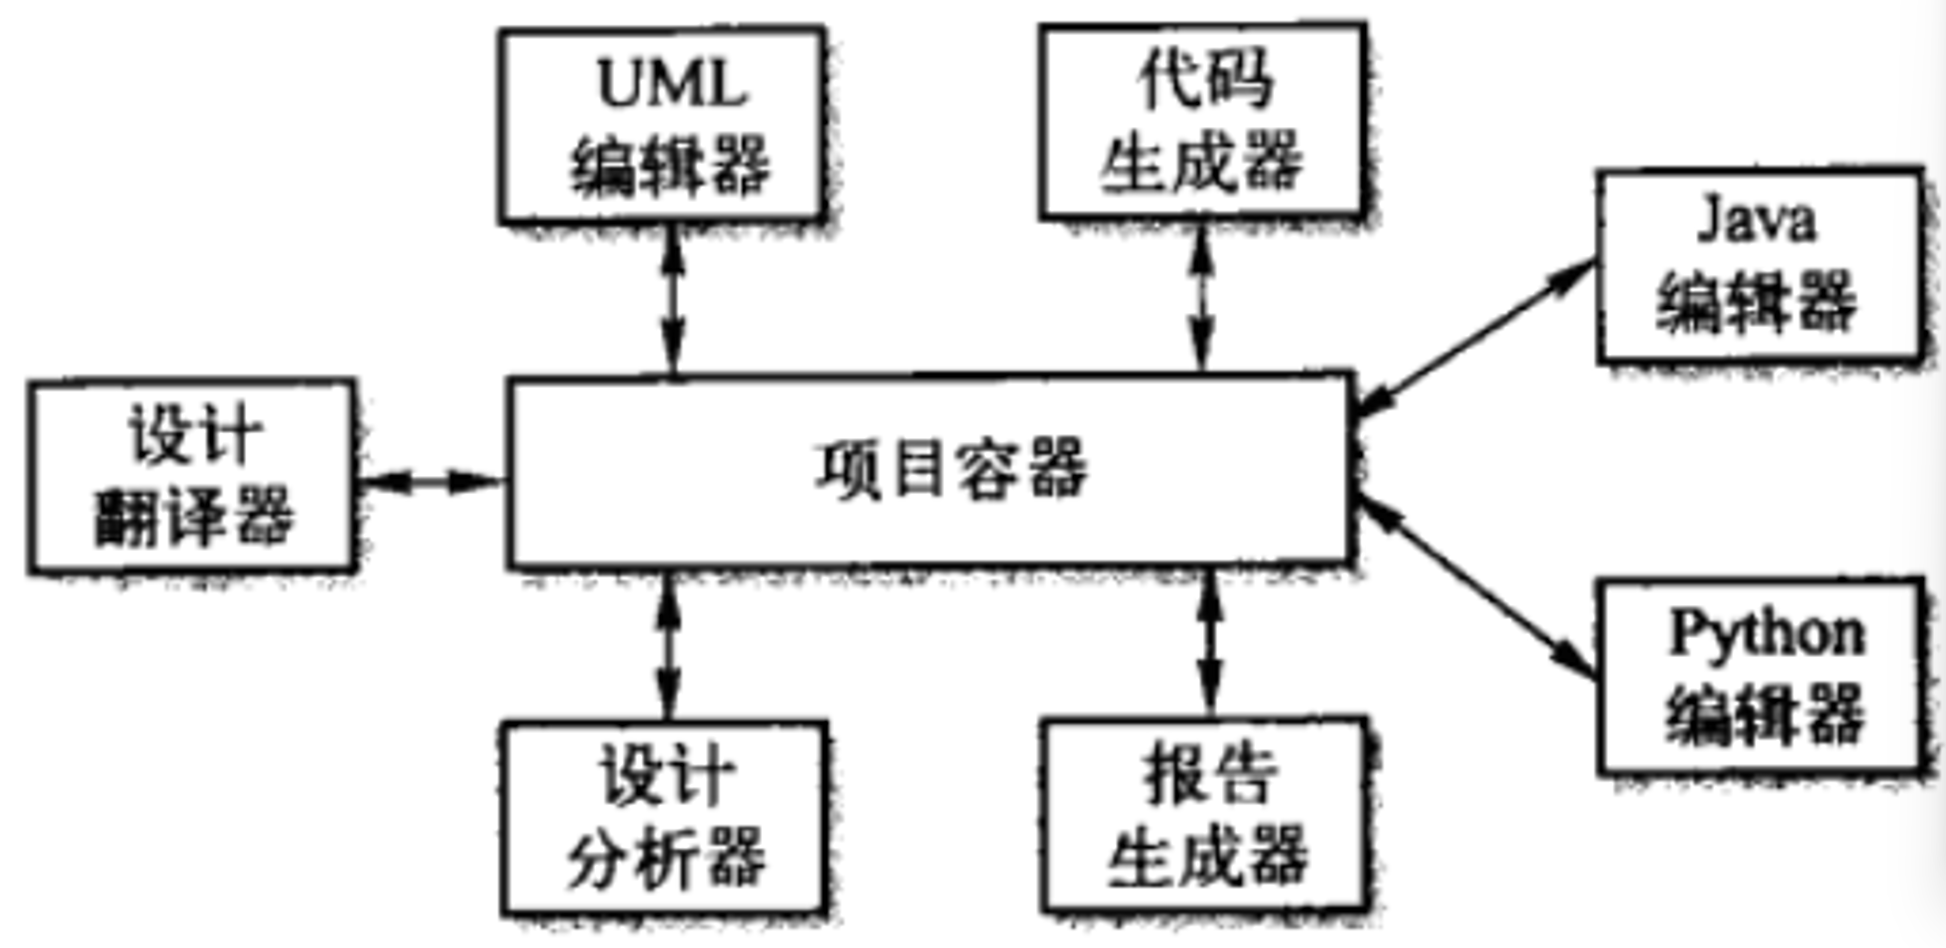 UML
编辑器
代码
生成器
Java
编辑器
设计
翻译器
项目容器
Python
编辑器
设计
分析器
报告
生成器